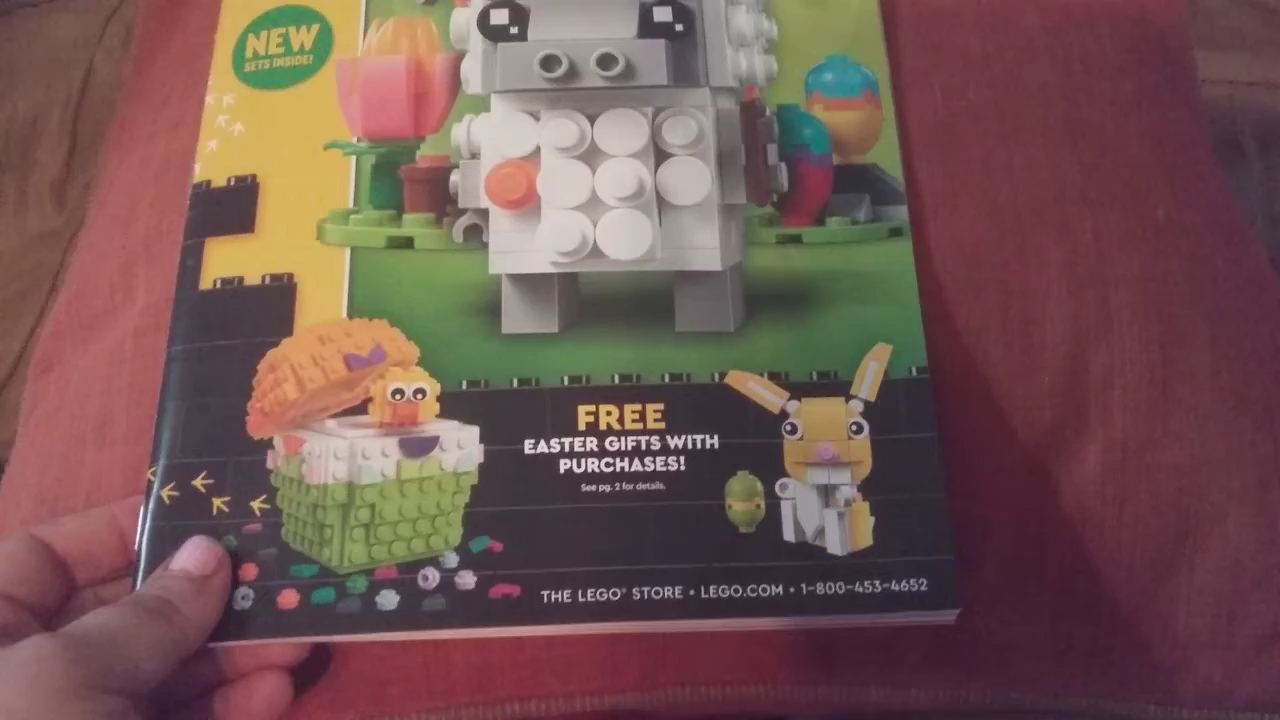 NEW
SETS INSIDE!
FREE
EASTER GIFTS WITH
PURCHASES!
See pg. 2 for details.
THE LEGO® STORE • LEGO.COM • 1-800-453-4652